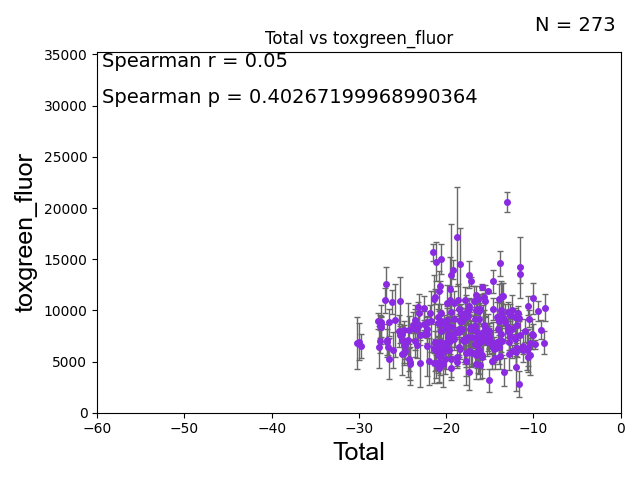 N = 273
Total vs toxgreen_fluor
Spearman r = 0.05
Spearman p = 0.40267199968990364
toxgreen_fluor
35000
30000
25000
20000
15000
10000
5000
0
−60 −50 −40 −30 −20 −10 0
Total